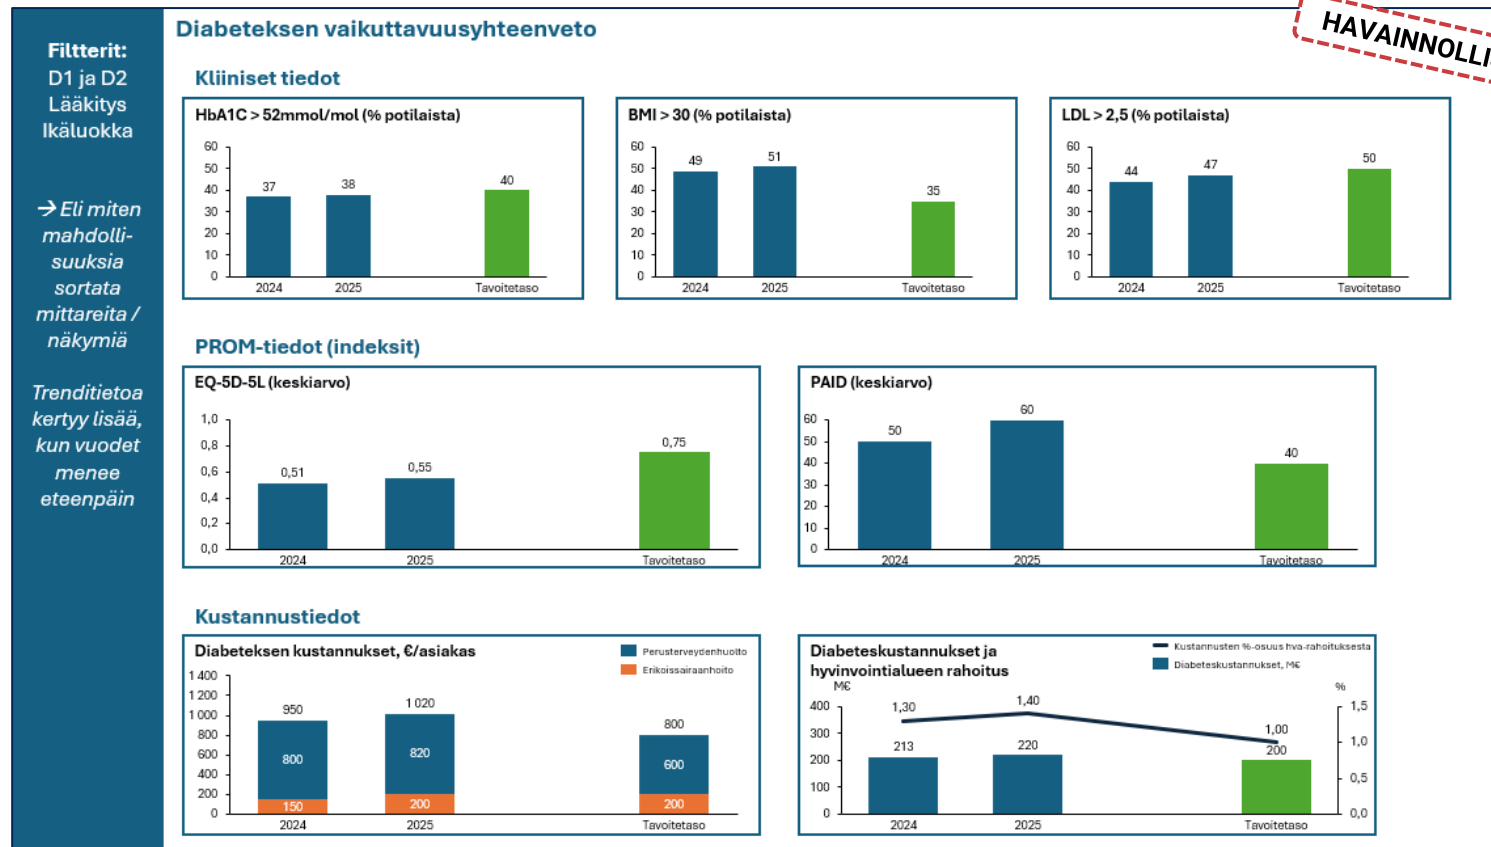 Filtterit:
D1 ja D2
Lääkitys
Ikäluokka
→ Eli miten
mahdolli-
suuksia
sortata
mittareita /
näkymiä
Trenditietoa
kertyy lisää,
kun vuodet
menee
eteenpäin
Diabeteksen vaikuttavuusyhteenveto
HAVAINNOLLI
Kliiniset tiedot
HbA1C > 52mmol/mol (% potilaista)
60
50
40
30
20
10
0
37
38
40
2024
2025
Tavoitetaso
BMI > 30 (% potilaista)
60
50
40
30
20
10
0
49
51
35
2024
2025
Tavoitetaso
LDL > 2,5 (% potilaista)
60
50
40
30
20
10
0
44
47
50
2024
2025
Tavoitetaso
PROM-tiedot (indeksit)
EQ-5D-5L (keskiarvo)
1,0
0,8
0,6
0,4
0,2
0,0
0,51
0,55
0,75
2024
2025
Tavoitetaso
PAID (keskiarvo)
60
50
40
30
20
10
0
50
60
40
2024
2025
Tavoitetaso
Kustannustiedot
Diabeteksen kustannukset, €/asiakas
Perusterveydenhuolto
Erikoissairaanhoito
1 400
1 200
1 000
800
600
400
200
0
950
800
150
1 020
820
200
800
600
200
2024
2025
Tavoitetaso
Diabeteskustannukset ja
hyvinvointialueen rahoitus
Kustannusten %-osuus hva-rahoituksesta
Diabeteskustannukset, M€
M€
%
400
300
200
100
0
1,30
1,40
1,00
213
220
200
1,5
1,0
0,5
0,0
2024
2025
Tavoitetaso